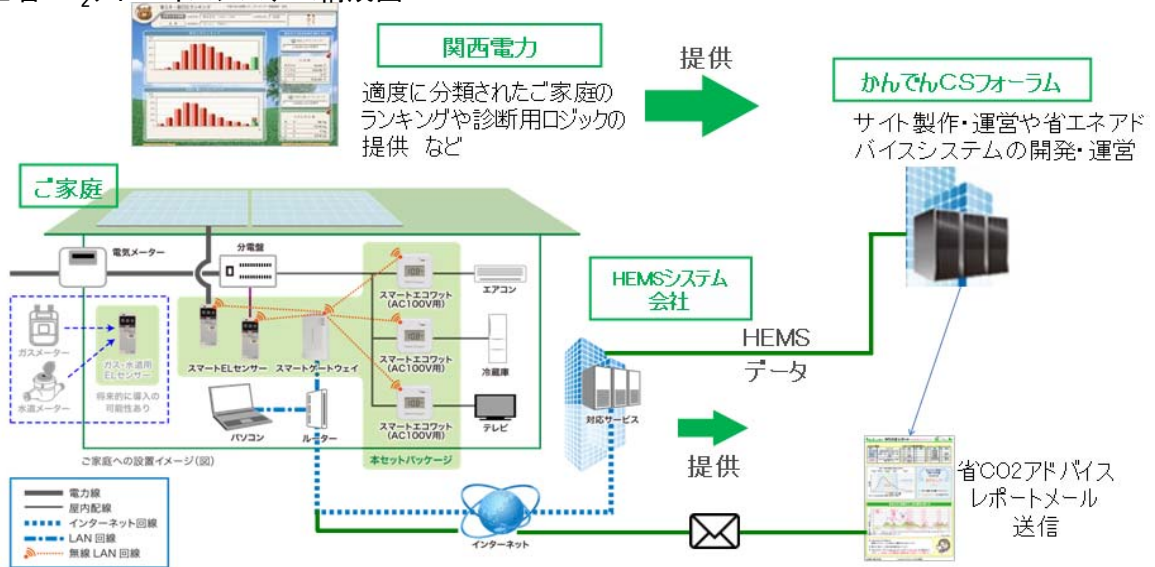 関西電力
適度に分類されたご家庭の
ランキングや診断用ロジックの
提供 など
提供
かんでんCSフォーラム
サイト製作・運営や省エネアド
バイスシステムの開発・運営
ご家庭
電気メーター
分電盤
スマートエコワット
(AC100V用)
エアコン
ガスメーター
水道メーター
ガス・水道用
ELセンサー
将来的に導入の
可能性あり
スマートELセンサー
スマートゲートウェイ
スマートエコワット
(AC100V用)
冷蔵庫
パソコン
ルーター
スマートエコワット
(AC100V用)
テレビ
ご家庭への設置イメージ(図)
本セットパッケージ
HEMSシステム
会社
対応サービス
HEMS
データ
提供
電力線
屋内配線
インターネット回線
LAN 回線
無線 LAN 回線
インターネット
省CO2アドバイス
レポートメール
送信